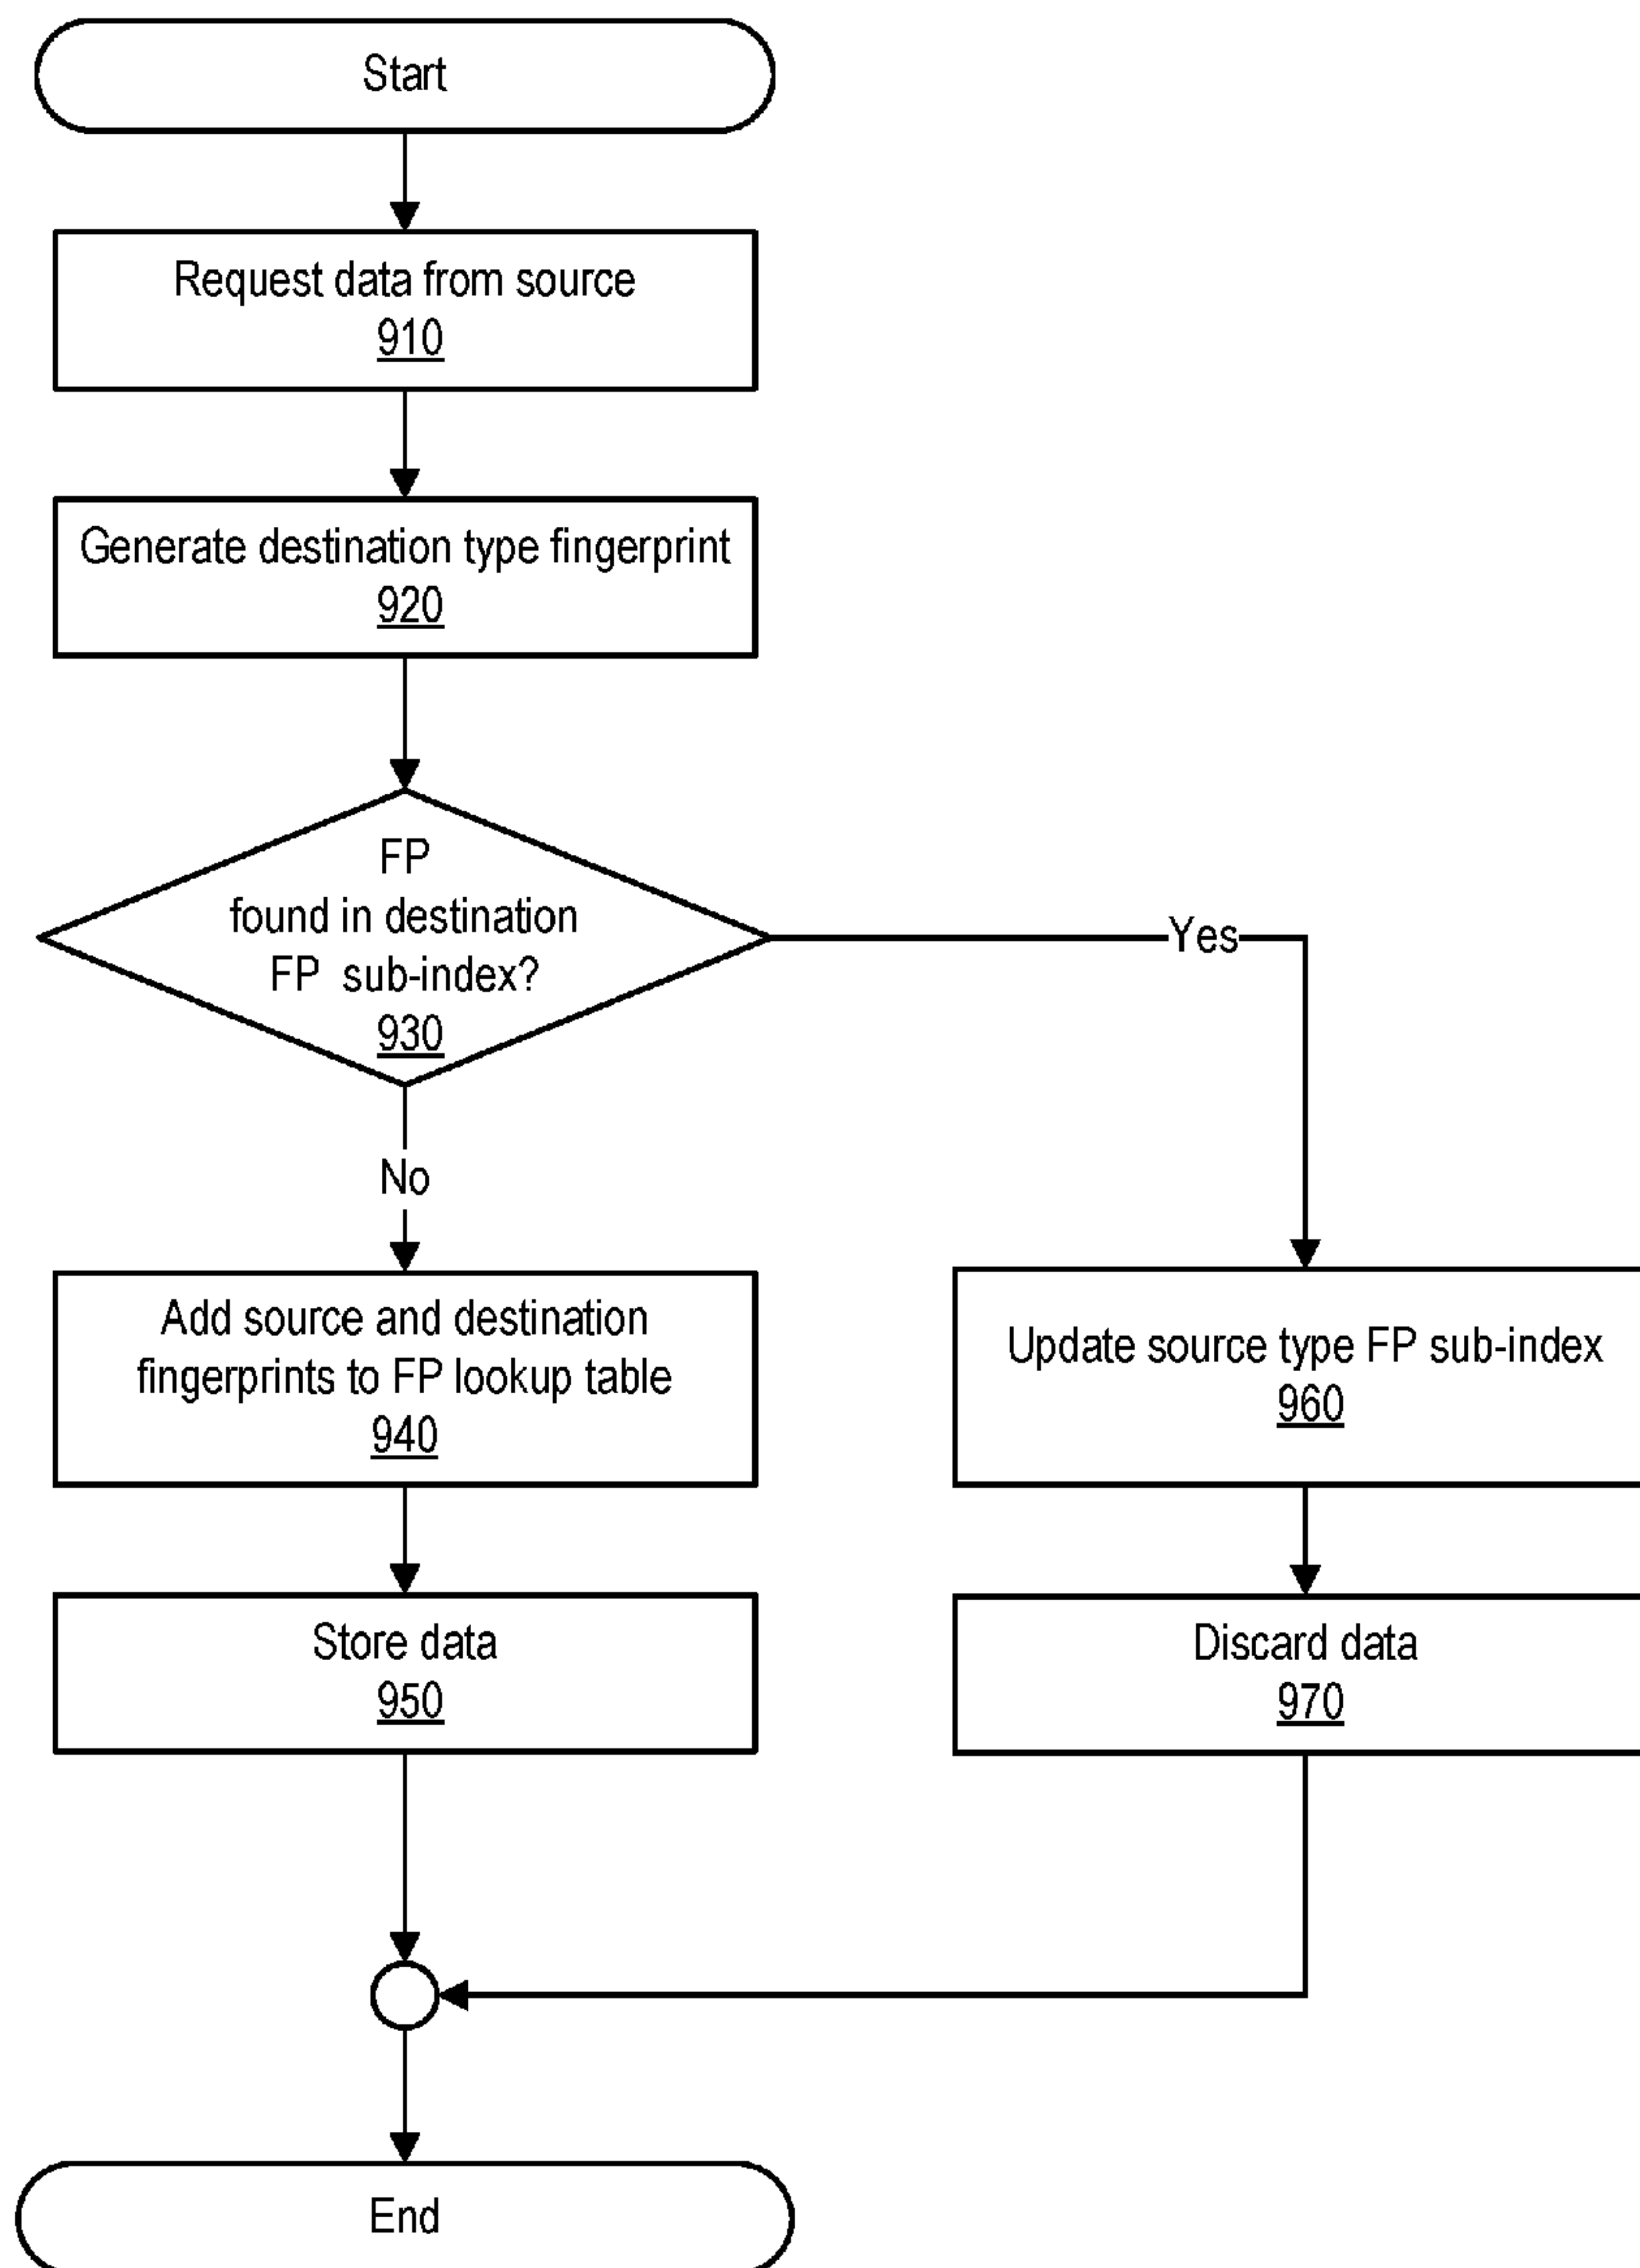 Start
Request data from source
910
Generate destination type fingerprint
920
FP
found in destination
FP sub-index?
930
Yes
No
Add source and destination
fingerprints to FP lookup table
940
Update source type FP sub-index
960
Store data
950
Discard data
970
End